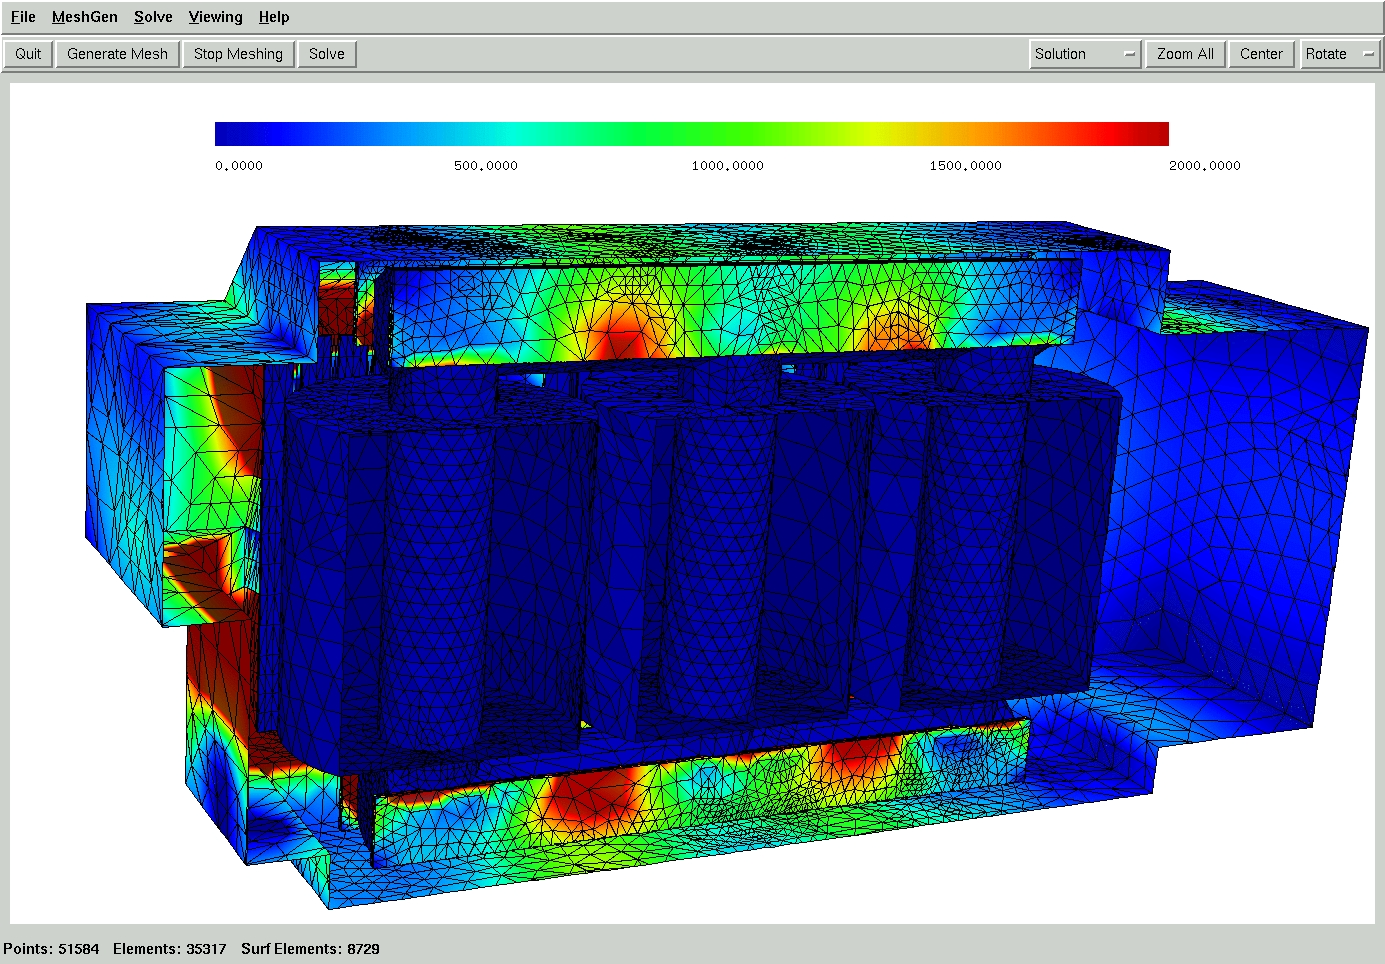 File MeshGen Solve Viewing Help
Quit Generate Mesh Stop Meshing Solve Solution Zoom All Center Rotate
0.0000 500.0000 1000.0000 1500.0000 2000.0000
Points: 51584 Elements: 35317 Surf Elements: 8729